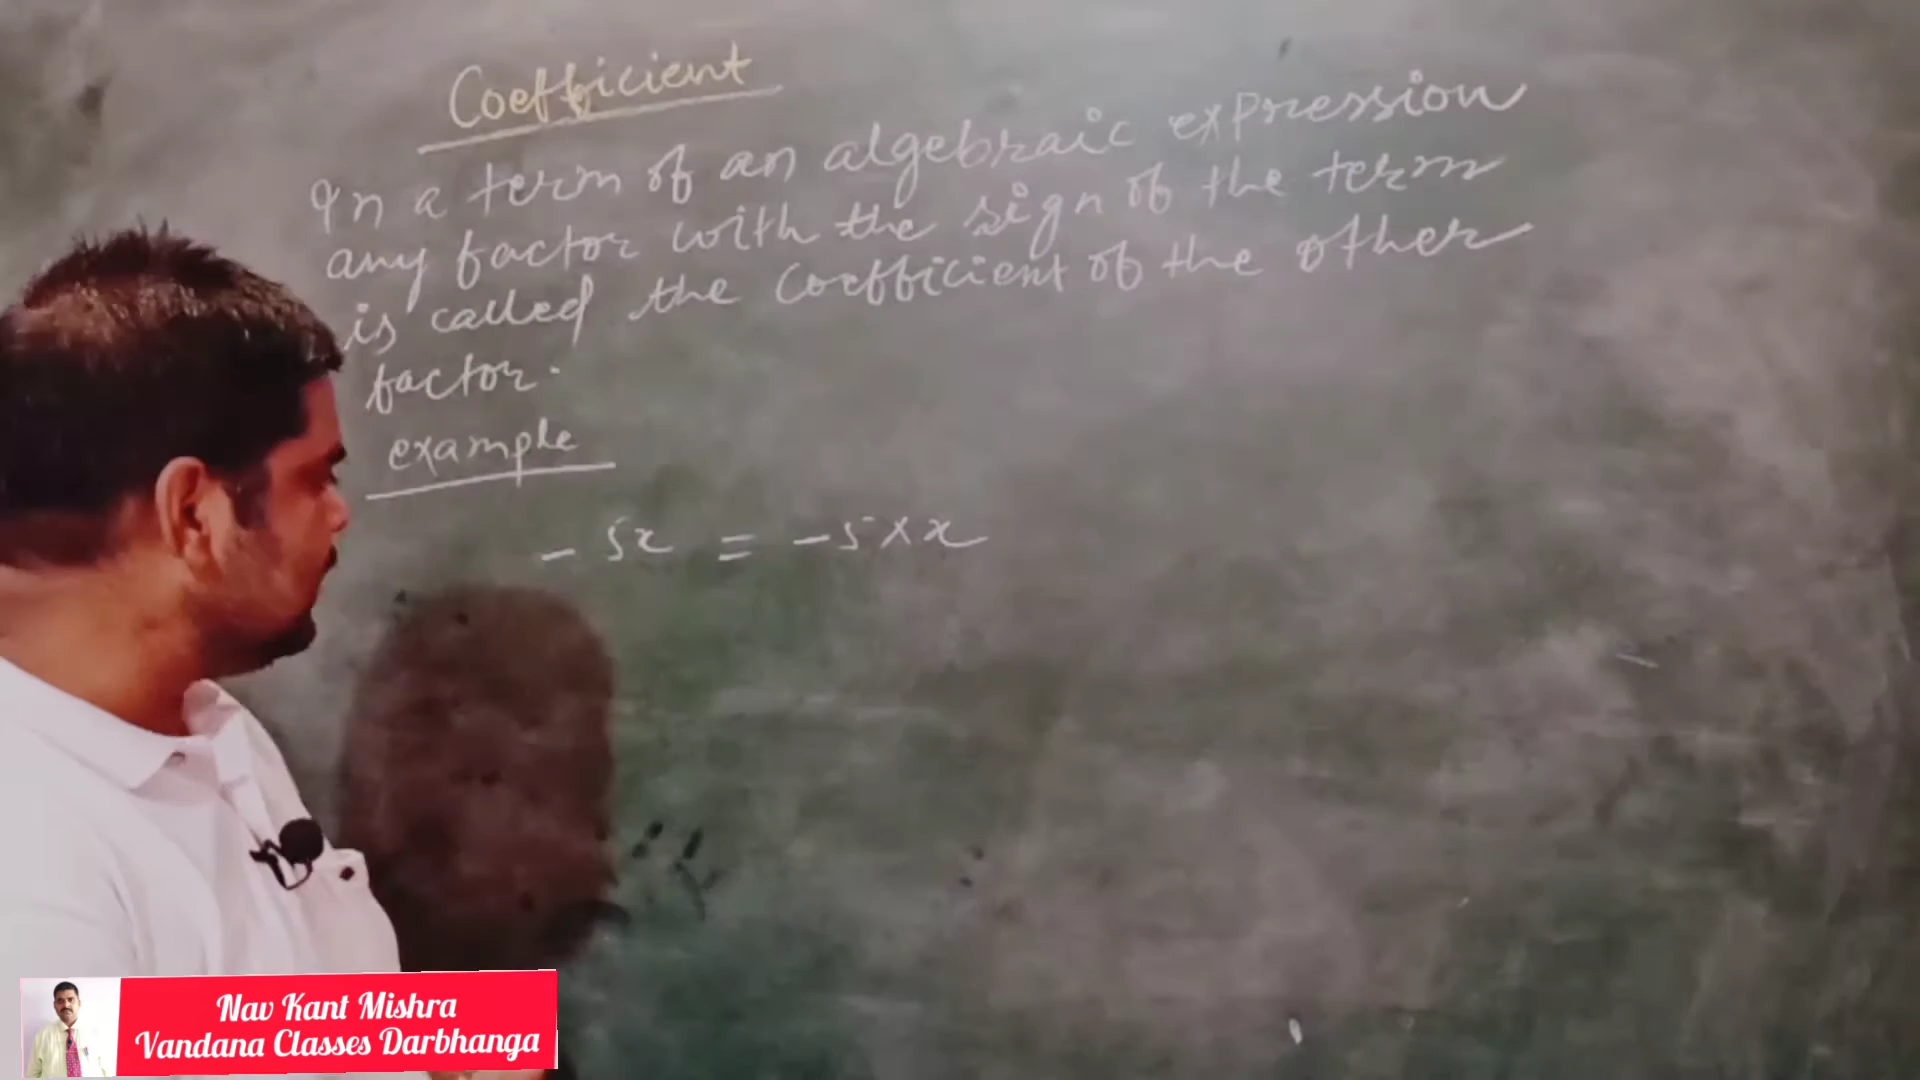 Coefficient
In a term of an algebraic expression
any factor with the sign of the term
is called the coefficient of the other
factor.
example
- 5x = -5 × x
Nav Kant Mishra
Vandana Classes Darbhanga